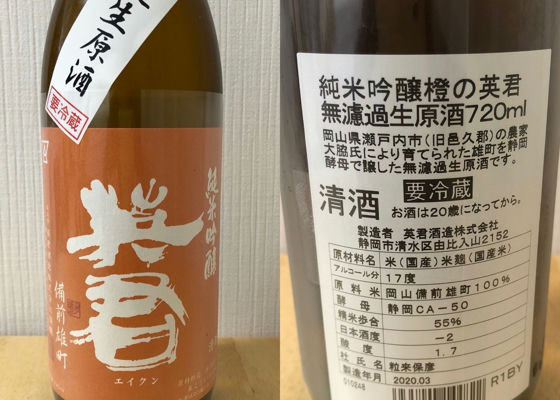 生原酒
要冷蔵
純米吟醸
英君
備前雄町
エイクン
純米吟醸橙の英君
無濾過生原酒720ml
岡山県瀬戸内市(旧邑久郡)の農家
大脇氏により育てられた雄町を静岡
酵母で醸した無濾過生原酒です。
清酒 要冷蔵
お酒は20歳になってから。
製造者 英君酒造株式会社
静岡市清水区由比入山2152
原材料名 米(国産)米麹(国産米)
アルコール分 17度
原料米 岡山備前雄町100%
酵母 静岡CA-50
精米歩合 55%
日本酒度 -2
酸度 1.7
杜氏名 粒来保彦
製造年月 2020.03
010248
R1BY